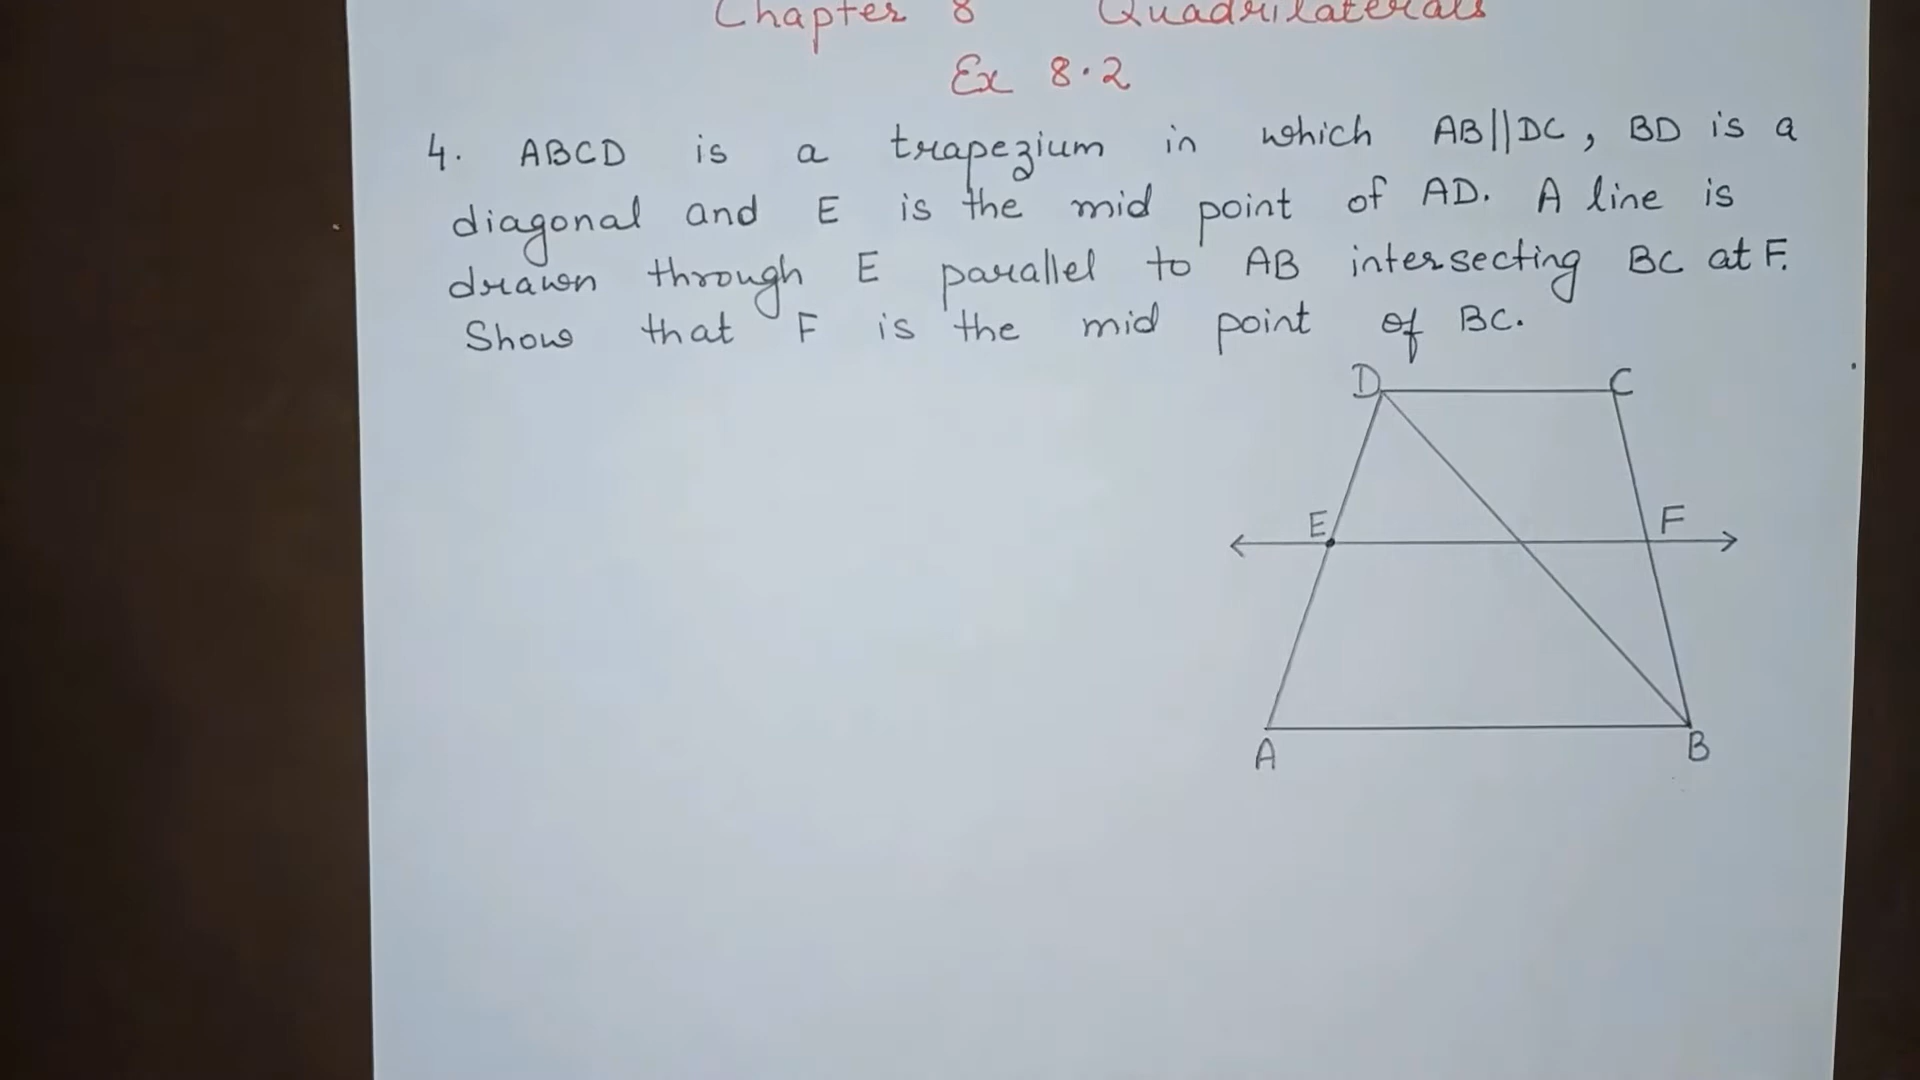 Chapter 8 Quadrilaterals
Ex 8.2
4. ABCD is a trapezium in which AB||DC, BD is a
diagonal and E is the mid point of AD. A line is
drawn through E parallel to AB intersecting BC at F.
Show that F is the mid point of BC.
D C
E F
A B